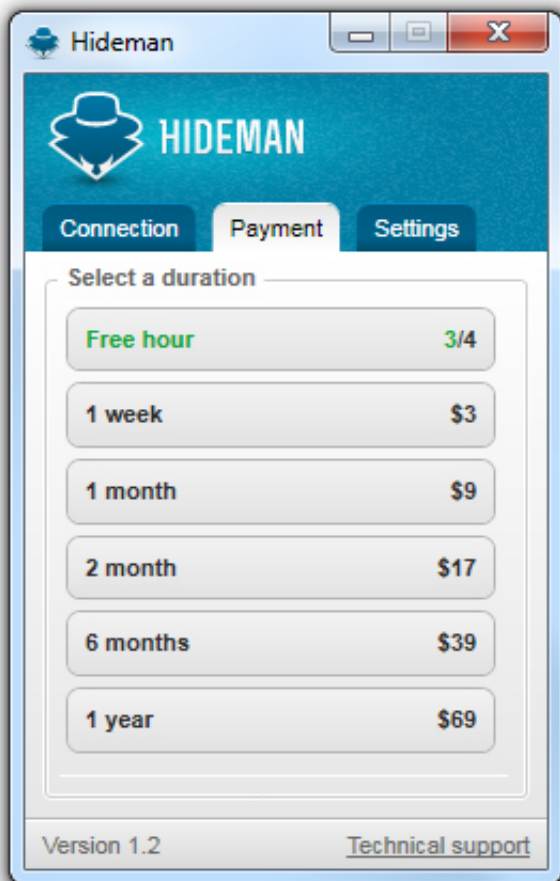 Hideman
HIDEMAN
Connection Payment Settings
Select a duration
Free hour 3/4
1 week $3
1 month $9
2 month $17
6 months $39
1 year $69
Version 1.2 Technical support